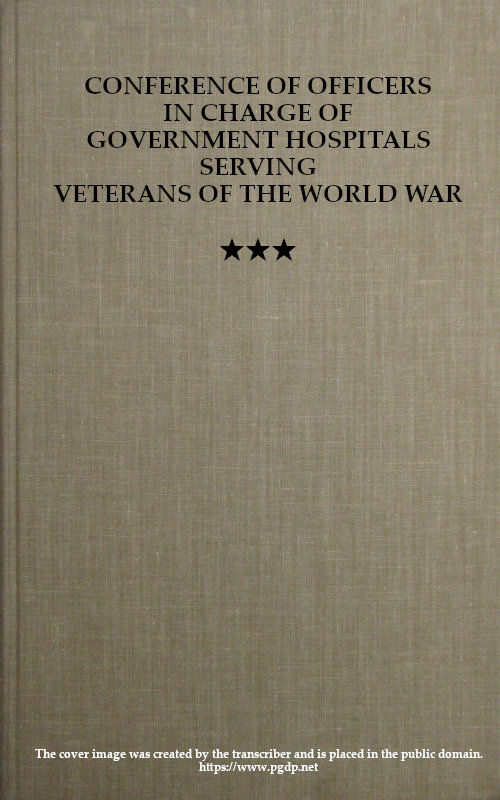 CONFERENCE OF OFFICERS
IN CHARGE OF
GOVERNMENT HOSPITALS
SERVING
VETERANS OF THE WORLD WAR
★★★
The cover image was created by the transcriber and is placed in the public domain.
https://www.pgdp.net